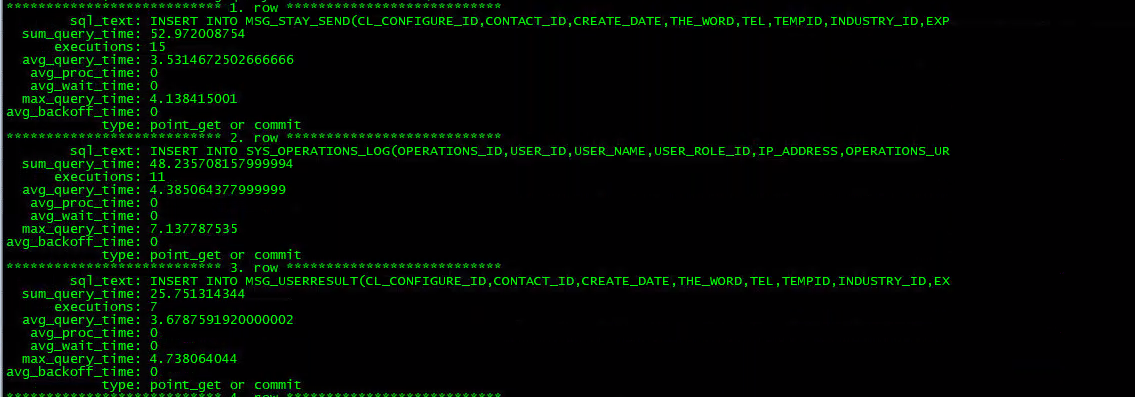 *************************** 1. row ***************************
sql_text: INSERT INTO MSG_STAY_SEND(CL_CONFIGURE_ID,CONTACT_ID,CREATE_DATE,THE_WORD,TEL,TEMPID,INDUSTRY_ID,EXP
sum_query_time: 52.972008754
executions: 15
avg_query_time: 3.5314672502666666
avg_proc_time: 0
avg_wait_time: 0
max_query_time: 4.138415001
avg_backoff_time: 0
type: point_get or commit
*************************** 2. row ***************************
sql_text: INSERT INTO SYS_OPERATIONS_LOG(OPERATIONS_ID,USER_ID,USER_NAME,USER_ROLE_ID,IP_ADDRESS,OPERATIONS_UR
sum_query_time: 48.235708157999994
executions: 11
avg_query_time: 4.385064377999999
avg_proc_time: 0
avg_wait_time: 0
max_query_time: 7.137787535
avg_backoff_time: 0
type: point_get or commit
*************************** 3. row ***************************
sql_text: INSERT INTO MSG_USERRESULT(CL_CONFIGURE_ID,CONTACT_ID,CREATE_DATE,THE_WORD,TEL,TEMPID,INDUSTRY_ID,EX
sum_query_time: 25.751314344
executions: 7
avg_query_time: 3.6787591920000002
avg_proc_time: 0
avg_wait_time: 0
max_query_time: 4.738064044
avg_backoff_time: 0
type: point_get or commit
*************************** 4. row ***************************